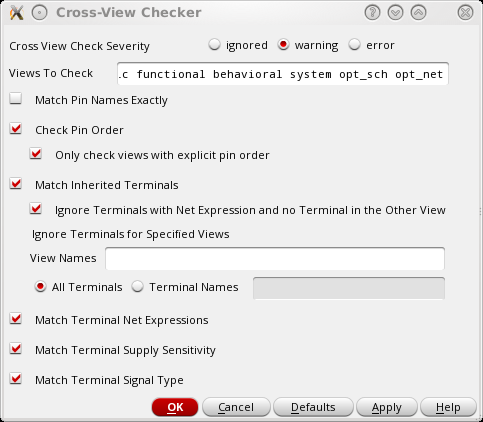 Cross-View Checker
Cross View Check Severity ignored warning error
Views To Check .c functional behavioral system opt_sch opt_net
Match Pin Names Exactly
Check Pin Order
Only check views with explicit pin order
Match Inherited Terminals
Ignore Terminals with Net Expression and no Terminal in the Other View
Ignore Terminals for Specified Views
View Names
All Terminals Terminal Names
Match Terminal Net Expressions
Match Terminal Supply Sensitivity
Match Terminal Signal Type
OK Cancel Defaults Apply Help